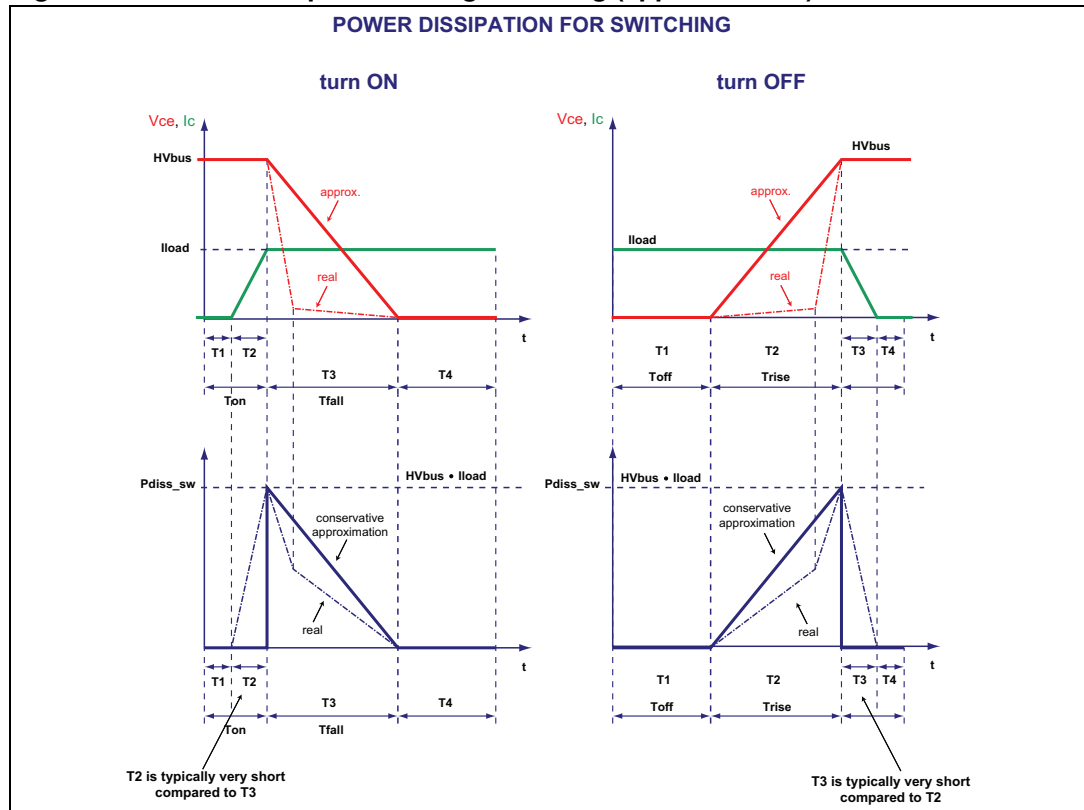 POWER DISSIPATION FOR SWITCHING
turn ON
turn OFF
Vce, Ic
HVbus
approx.
Iload
real
t
T1
T2
T3
T4
Ton
Tfall
Vce, Ic
HVbus
approx.
Iload
real
t
T1
T2
T3
T4
Toff
Trise
Pdiss_sw
HVbus • Iload
conservative
approximation
real
t
T1
T2
T3
T4
Ton
Tfall
T2 is typically very short
compared to T3
Pdiss_sw
HVbus • Iload
conservative
approximation
real
t
T1
T2
T3
T4
Toff
Trise
T3 is typically very short
compared to T2